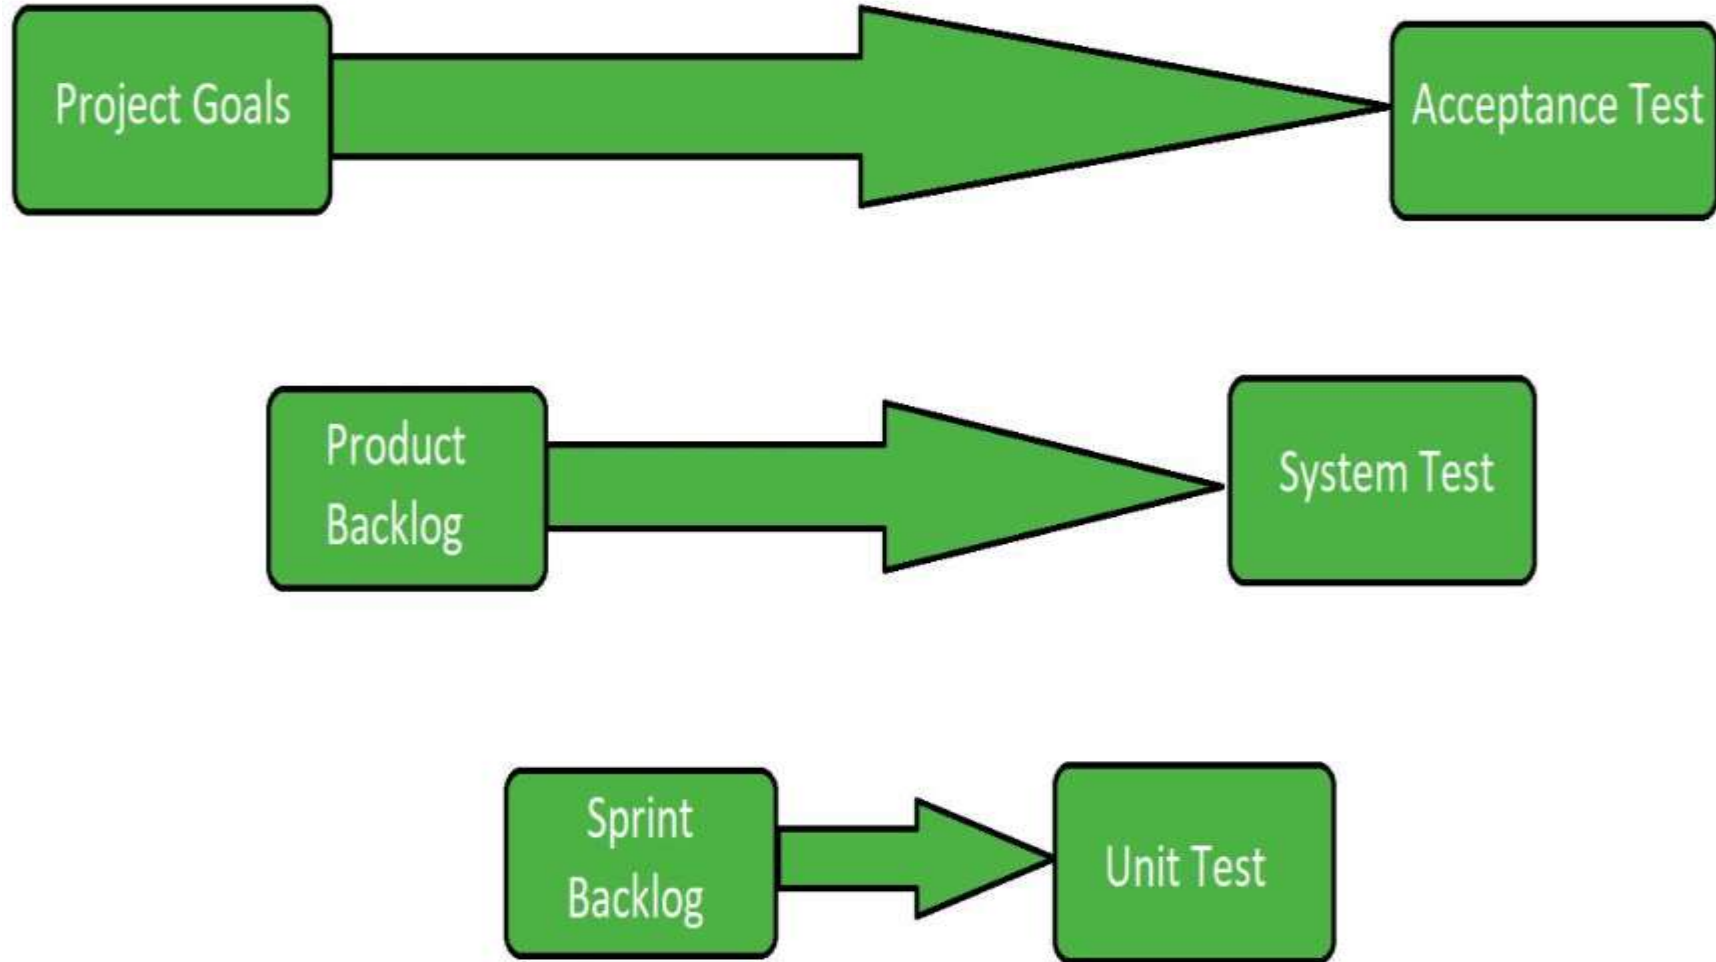 Project Goals
Acceptance Test
Product
Backlog
System Test
Sprint
Backlog
Unit Test